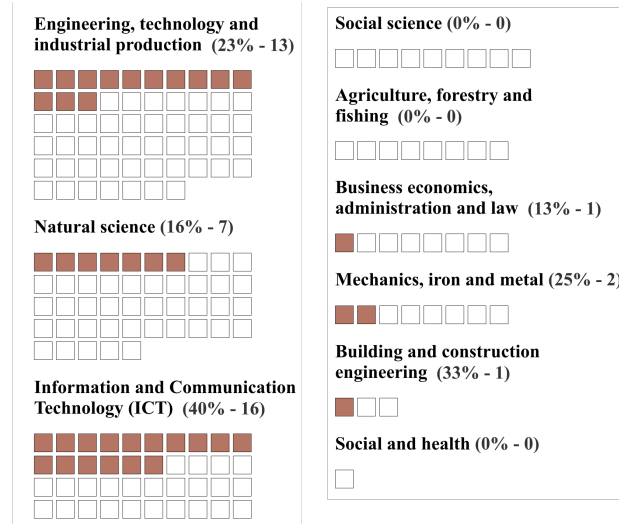 Engineering, technology and
industrial production (23% - 13)
Natural science (16% - 7)
Information and Communication
Technology (ICT) (40% - 16)
Social science (0% - 0)
Agriculture, forestry and
fishing (0% - 0)
Business economics,
administration and law (13% - 1)
Mechanics, iron and metal (25% - 2)
Building and construction
engineering (33% - 1)
Social and health (0% - 0)